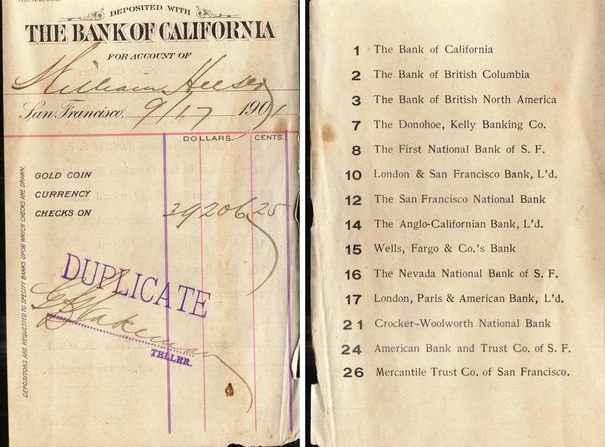 DEPOSITED WITH
THE BANK OF CALIFORNIA
FOR ACCOUNT OF
William
San Francisco, 9/17 1901
DOLLARS. CENTS.
GOLD COIN
CURRENCY
CHECKS ON 39206 25
DUPLICATE
TELLER.
DEPOSITORS ARE REQUESTED TO SPECIFY BANKS UPON WHICH CHECKS ARE DRAWN.
1 The Bank of California
2 The Bank of British Columbia
3 The Bank of British North America
7 The Donohoe, Kelly Banking Co.
8 The First National Bank of S. F.
10 London & San Francisco Bank, L'd.
12 The San Francisco National Bank
14 The Anglo-Californian Bank, L'd.
15 Wells, Fargo & Co.'s Bank
16 The Nevada National Bank of S. F.
17 London, Paris & American Bank, L'd.
21 Crocker-Woolworth National Bank
24 American Bank and Trust Co. of S. F.
26 Mercantile Trust Co. of San Francisco.